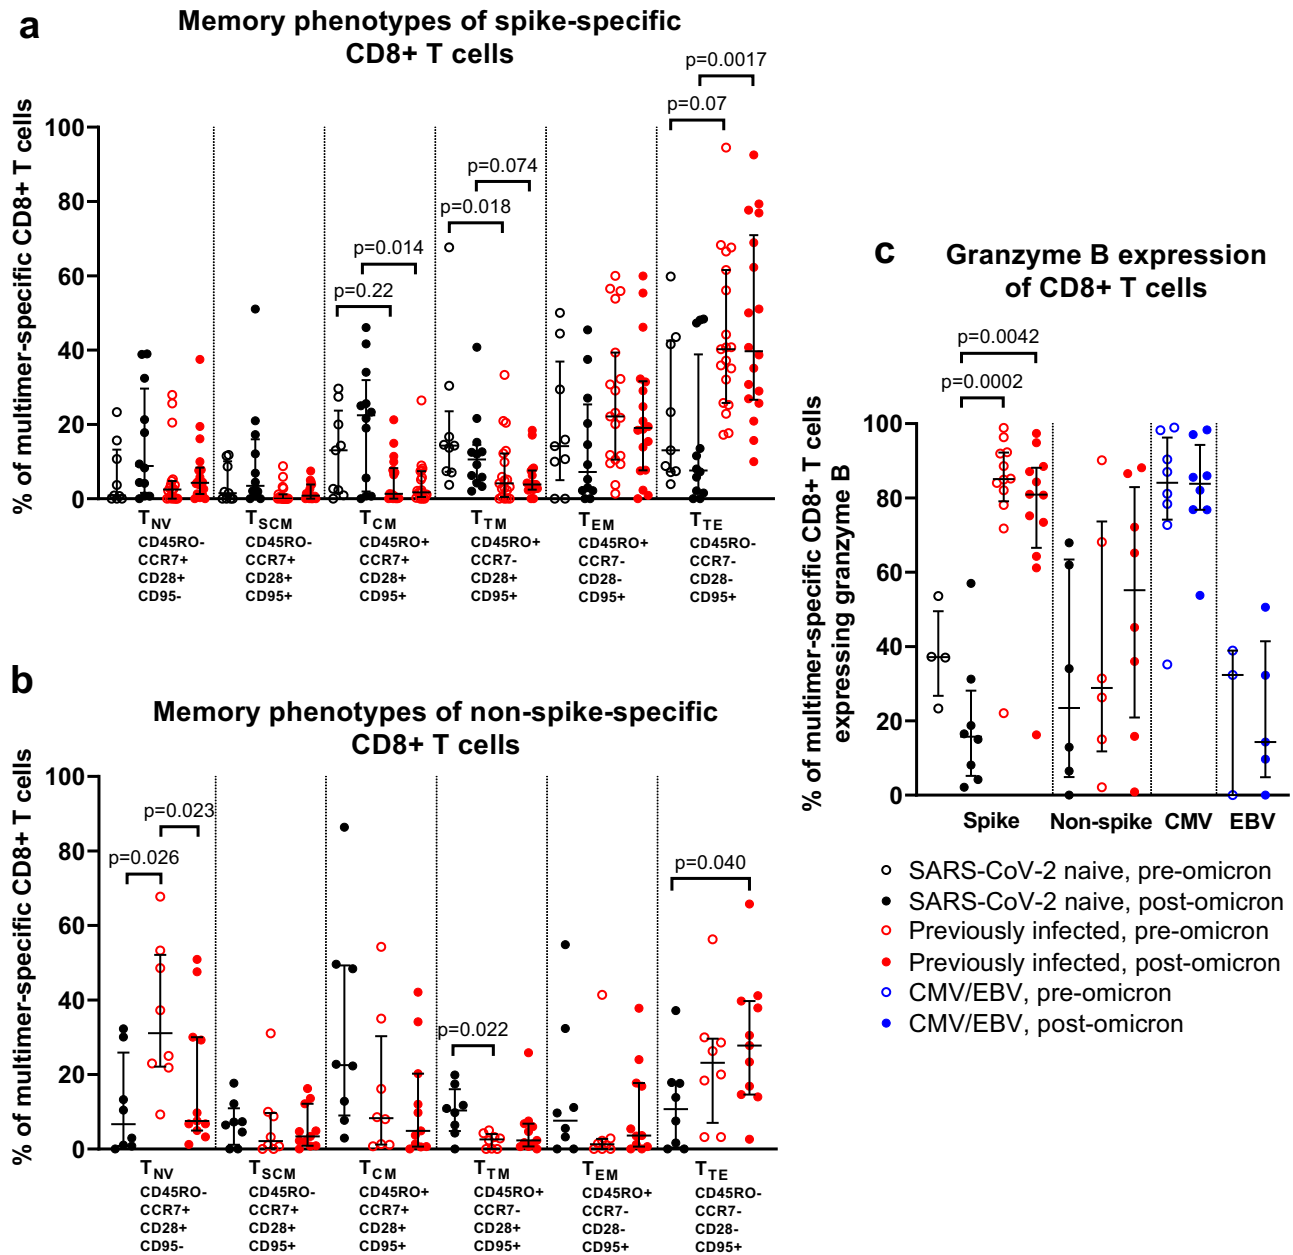 a
Memory phenotypes of spike-specific
CD8+ T cells
% of multimer-specific CD8+ T cells
100
80
60
40
20
0
p=0.22
p=0.014
p=0.018
p=0.074
p=0.07
p=0.0017
TNV
CD45RO-
CCR7+
CD28+
CD95-
TSCM
CD45RO-
CCR7+
CD28+
CD95+
TCM
CD45RO+
CCR7+
CD28+
CD95+
TTM
CD45RO+
CCR7-
CD28+
CD95+
TEM
CD45RO+
CCR7-
CD28-
CD95+
TTE
CD45RO-
CCR7-
CD28-
CD95+
b
Memory phenotypes of non-spike-specific
CD8+ T cells
% of multimer-specific CD8+ T cells
100
80
60
40
20
0
p=0.026
p=0.023
p=0.022
p=0.040
TNV
CD45RO-
CCR7+
CD28+
CD95-
TSCM
CD45RO-
CCR7+
CD28+
CD95+
TCM
CD45RO+
CCR7+
CD28+
CD95+
TTM
CD45RO+
CCR7-
CD28+
CD95+
TEM
CD45RO+
CCR7-
CD28-
CD95+
TTE
CD45RO-
CCR7-
CD28-
CD95+
c
Granzyme B expression
of CD8+ T cells
% of multimer-specific CD8+ T cells
expressing granzyme B
100
80
60
40
20
0
p=0.0042
p=0.0002
Spike
Non-spike
CMV
EBV
SARS-CoV-2 naive, pre-omicron
SARS-CoV-2 naive, post-omicron
Previously infected, pre-omicron
Previously infected, post-omicron
CMV/EBV, pre-omicron
CMV/EBV, post-omicron